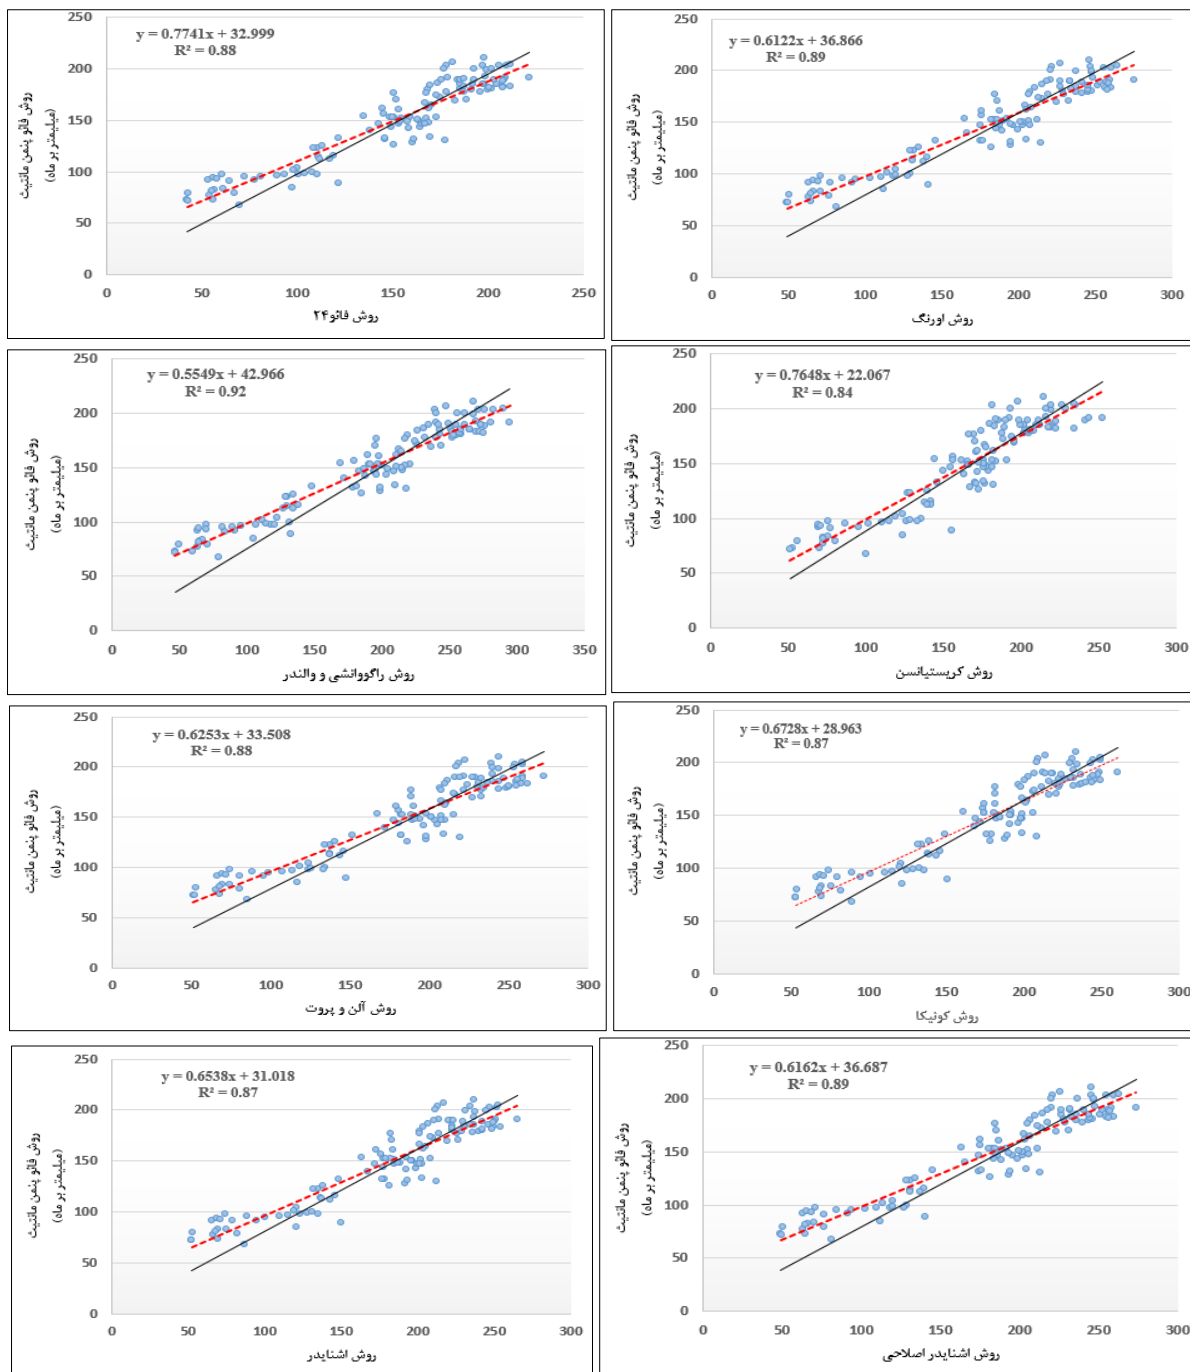 y = 0.7741x + 32.999
R² = 0.88
250
200
150
100
50
0
0 50 100 150 200 250
روش فائو پنمن مانتیث
(میلیمتر بر ماه)
روش فائو۲۴
y = 0.6122x + 36.866
R² = 0.89
250
200
150
100
50
0
0 50 100 150 200 250 300
روش فائو پنمن مانتیث
(میلیمتر بر ماه)
روش اورنگ
y = 0.5549x + 42.966
R² = 0.92
250
200
150
100
50
0
0 50 100 150 200 250 300 350
روش فائو پنمن مانتیث
(میلیمتر بر ماه)
روش راگوواتشی و والندر
y = 0.7648x + 22.067
R² = 0.84
250
200
150
100
50
0
0 50 100 150 200 250 300
روش فائو پنمن مانتیث
(میلیمتر بر ماه)
روش کریستیانسن
y = 0.6253x + 33.508
R² = 0.88
250
200
150
100
50
0
0 50 100 150 200 250 300
روش فائو پنمن مانتیث
(میلیمتر بر ماه)
روش آلن و پروت
y = 0.6728x + 28.963
R² = 0.87
250
200
150
100
50
0
0 50 100 150 200 250 300
روش فائو پنمن مانتیث
(میلیمتر بر ماه)
روش کونیکا
y = 0.6538x + 31.018
R² = 0.87
250
200
150
100
50
0
0 50 100 150 200 250 300
روش فائو پنمن مانتیث
(میلیمتر بر ماه)
روش اشنایدر
y = 0.6162x + 36.687
R² = 0.89
250
200
150
100
50
0
0 50 100 150 200 250 300
روش فائو پنمن مانتیث
(میلیمتر بر ماه)
روش اشنایدر اصلاحی